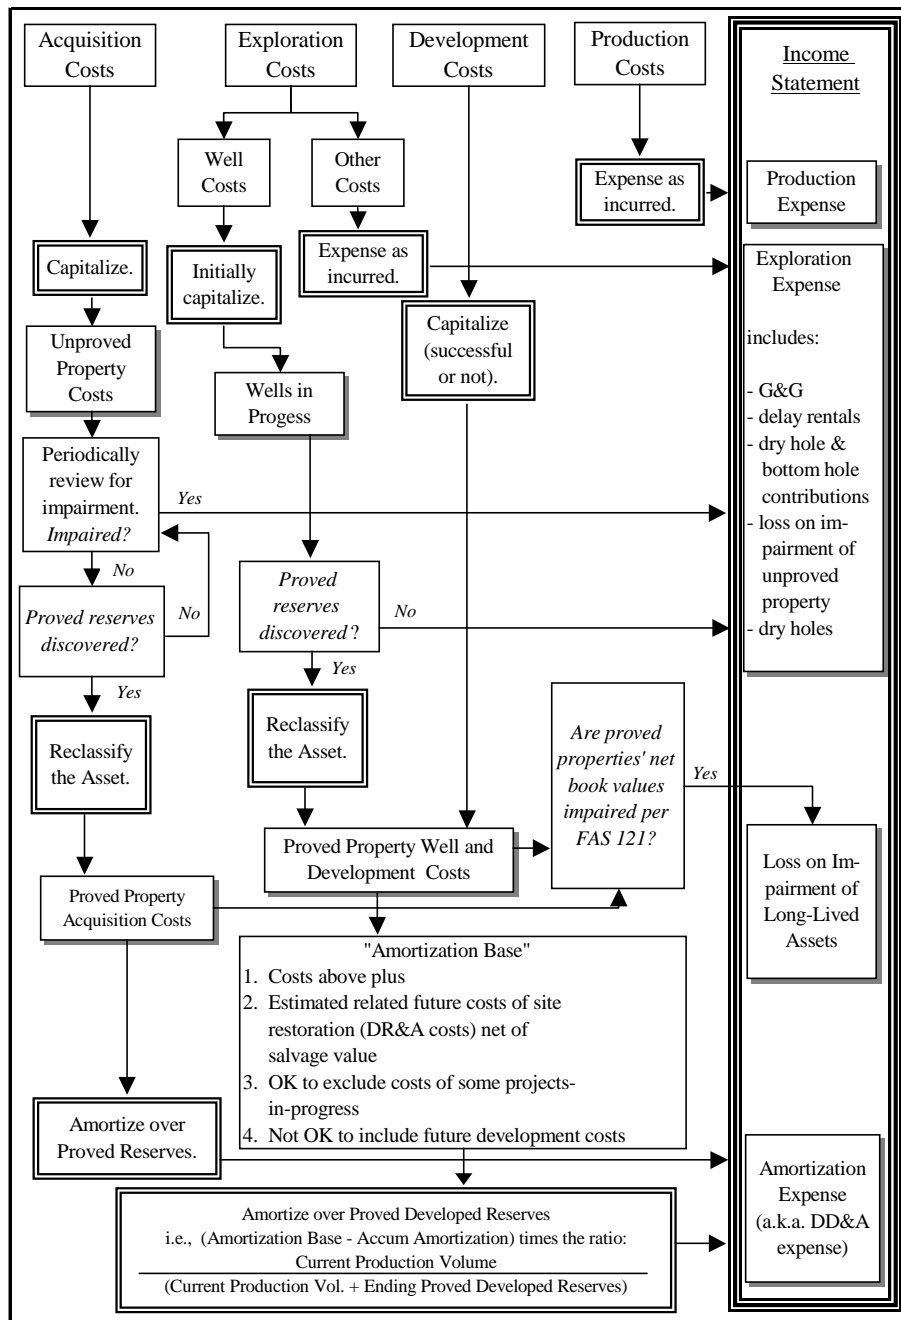 Acquisition
Costs
Exploration
Costs
Development
Costs
Production
Costs
Income
Statement
Well
Costs
Other
Costs
Expense as
incurred.
Production
Expense
Capitalize.
Initially
capitalize.
Expense as
incurred.
Exploration
Expense
includes:
- G&G
- delay rentals
- dry hole &
bottom hole
contributions
- loss on im-
pairment of
unproved
property
- dry holes
Unproved
Property
Costs
Capitalize
(successful
or not).
Wells in
Progess
Periodically
review for
impairment.
Impaired?
Yes
No
Proved reserves
discovered?
No
Yes
Proved
reserves
discovered?
No
Yes
Reclassify
the Asset.
Reclassify
the Asset.
Are proved
properties' net
book values
impaired per
FAS 121?
Yes
Loss on Im-
pairment of
Long-Lived
Assets
Proved Property Well and
Development Costs
Proved Property
Acquisition Costs
"Amortization Base"
1. Costs above plus
2. Estimated related future costs of site
restoration (DR&A costs) net of
salvage value
3. OK to exclude costs of some projects-
in-progress
4. Not OK to include future development costs
Amortize over
Proved Reserves.
Amortization
Expense
(a.k.a. DD&A
expense)
Amortize over Proved Developed Reserves
i.e., (Amortization Base - Accum Amortization) times the ratio:
Current Production Volume
(Current Production Vol. + Ending Proved Developed Reserves)